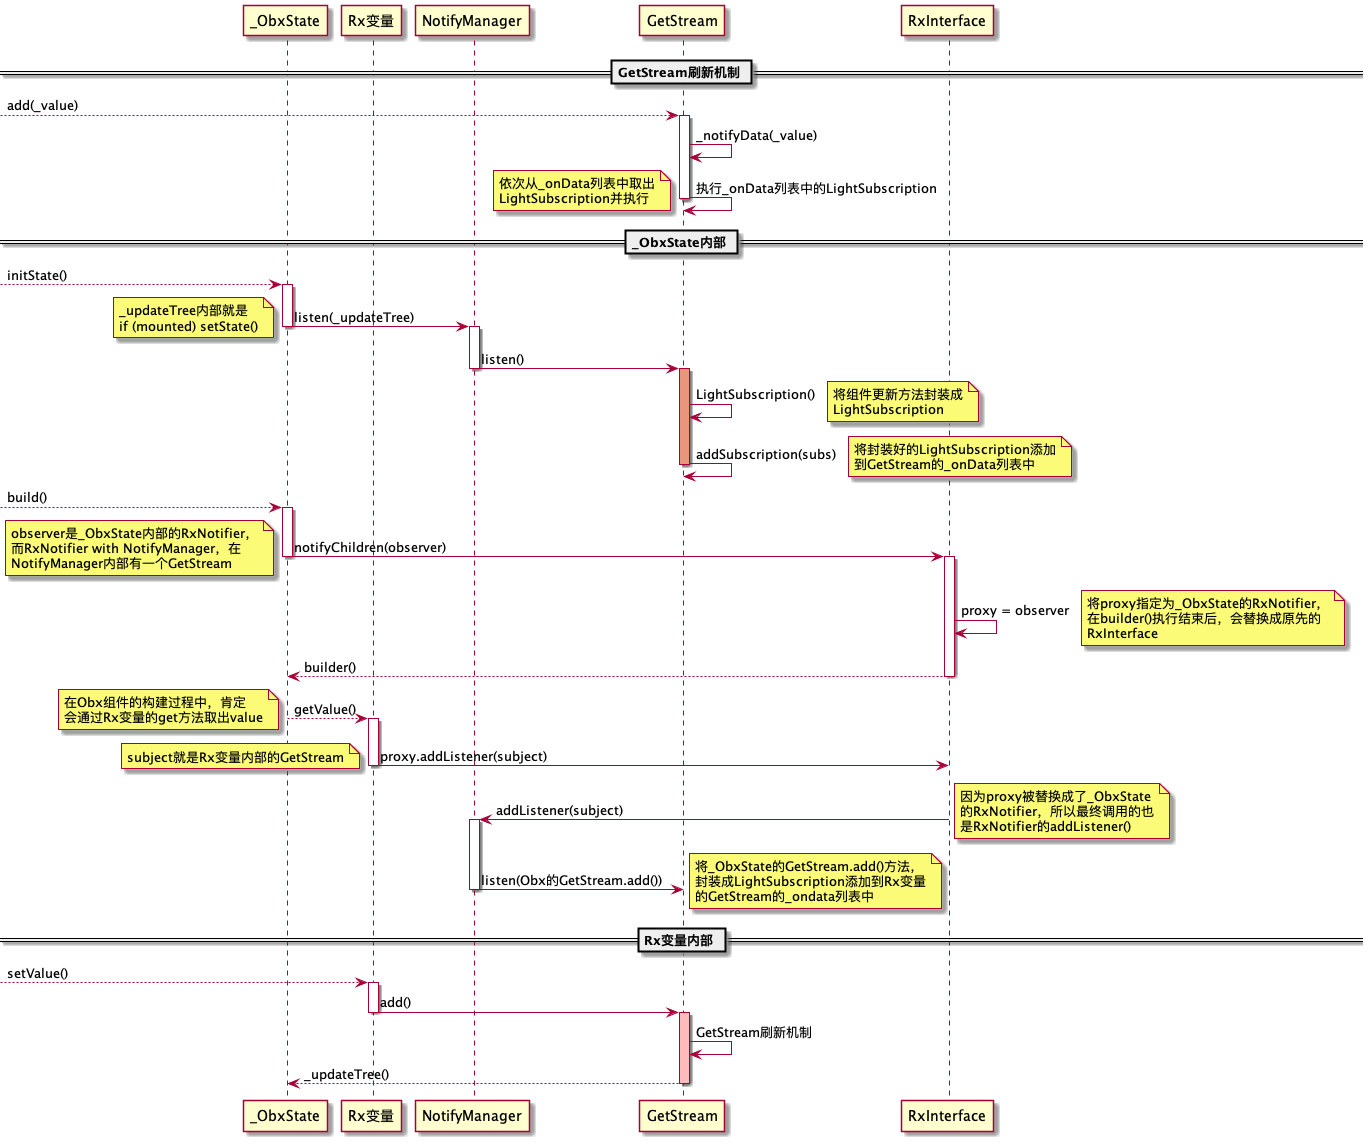 _ObxState
Rx变量
NotifyManager
GetStream
RxInterface
GetStream刷新机制
add(_value)
_notifyData(_value)
依次从_onData列表中取出
LightSubscription并执行
执行_onData列表中的LightSubscription
_ObxState内部
initState()
_updateTree内部就是
if (mounted) setState()
listen(_updateTree)
listen()
LightSubscription()
将组件更新方法封装成
LightSubscription
addSubscription(subs)
将封装好的LightSubscription添加
到GetStream的_onData列表中
build()
observer是_ObxState内部的RxNotifier，
而RxNotifier with NotifyManager，在
NotifyManager内部有一个GetStream
notifyChildren(observer)
proxy = observer
将proxy指定为_ObxState的RxNotifier，
在builder()执行结束后，会替换成原先的
RxInterface
builder()
在Obx组件的构建过程中，肯定
会通过Rx变量的get方法取出value
getValue()
subject就是Rx变量内部的GetStream
proxy.addListener(subject)
addListener(subject)
因为proxy被替换成了_ObxState
的RxNotifier，所以最终调用的也
是RxNotifier的addListener()
listen(Obx的GetStream.add())
将_ObxState的GetStream.add()方法，
封装成LightSubscription添加到Rx变量
的GetStream的_ondata列表中
Rx变量内部
setValue()
add()
GetStream刷新机制
_updateTree()
_ObxState
Rx变量
NotifyManager
GetStream
RxInterface